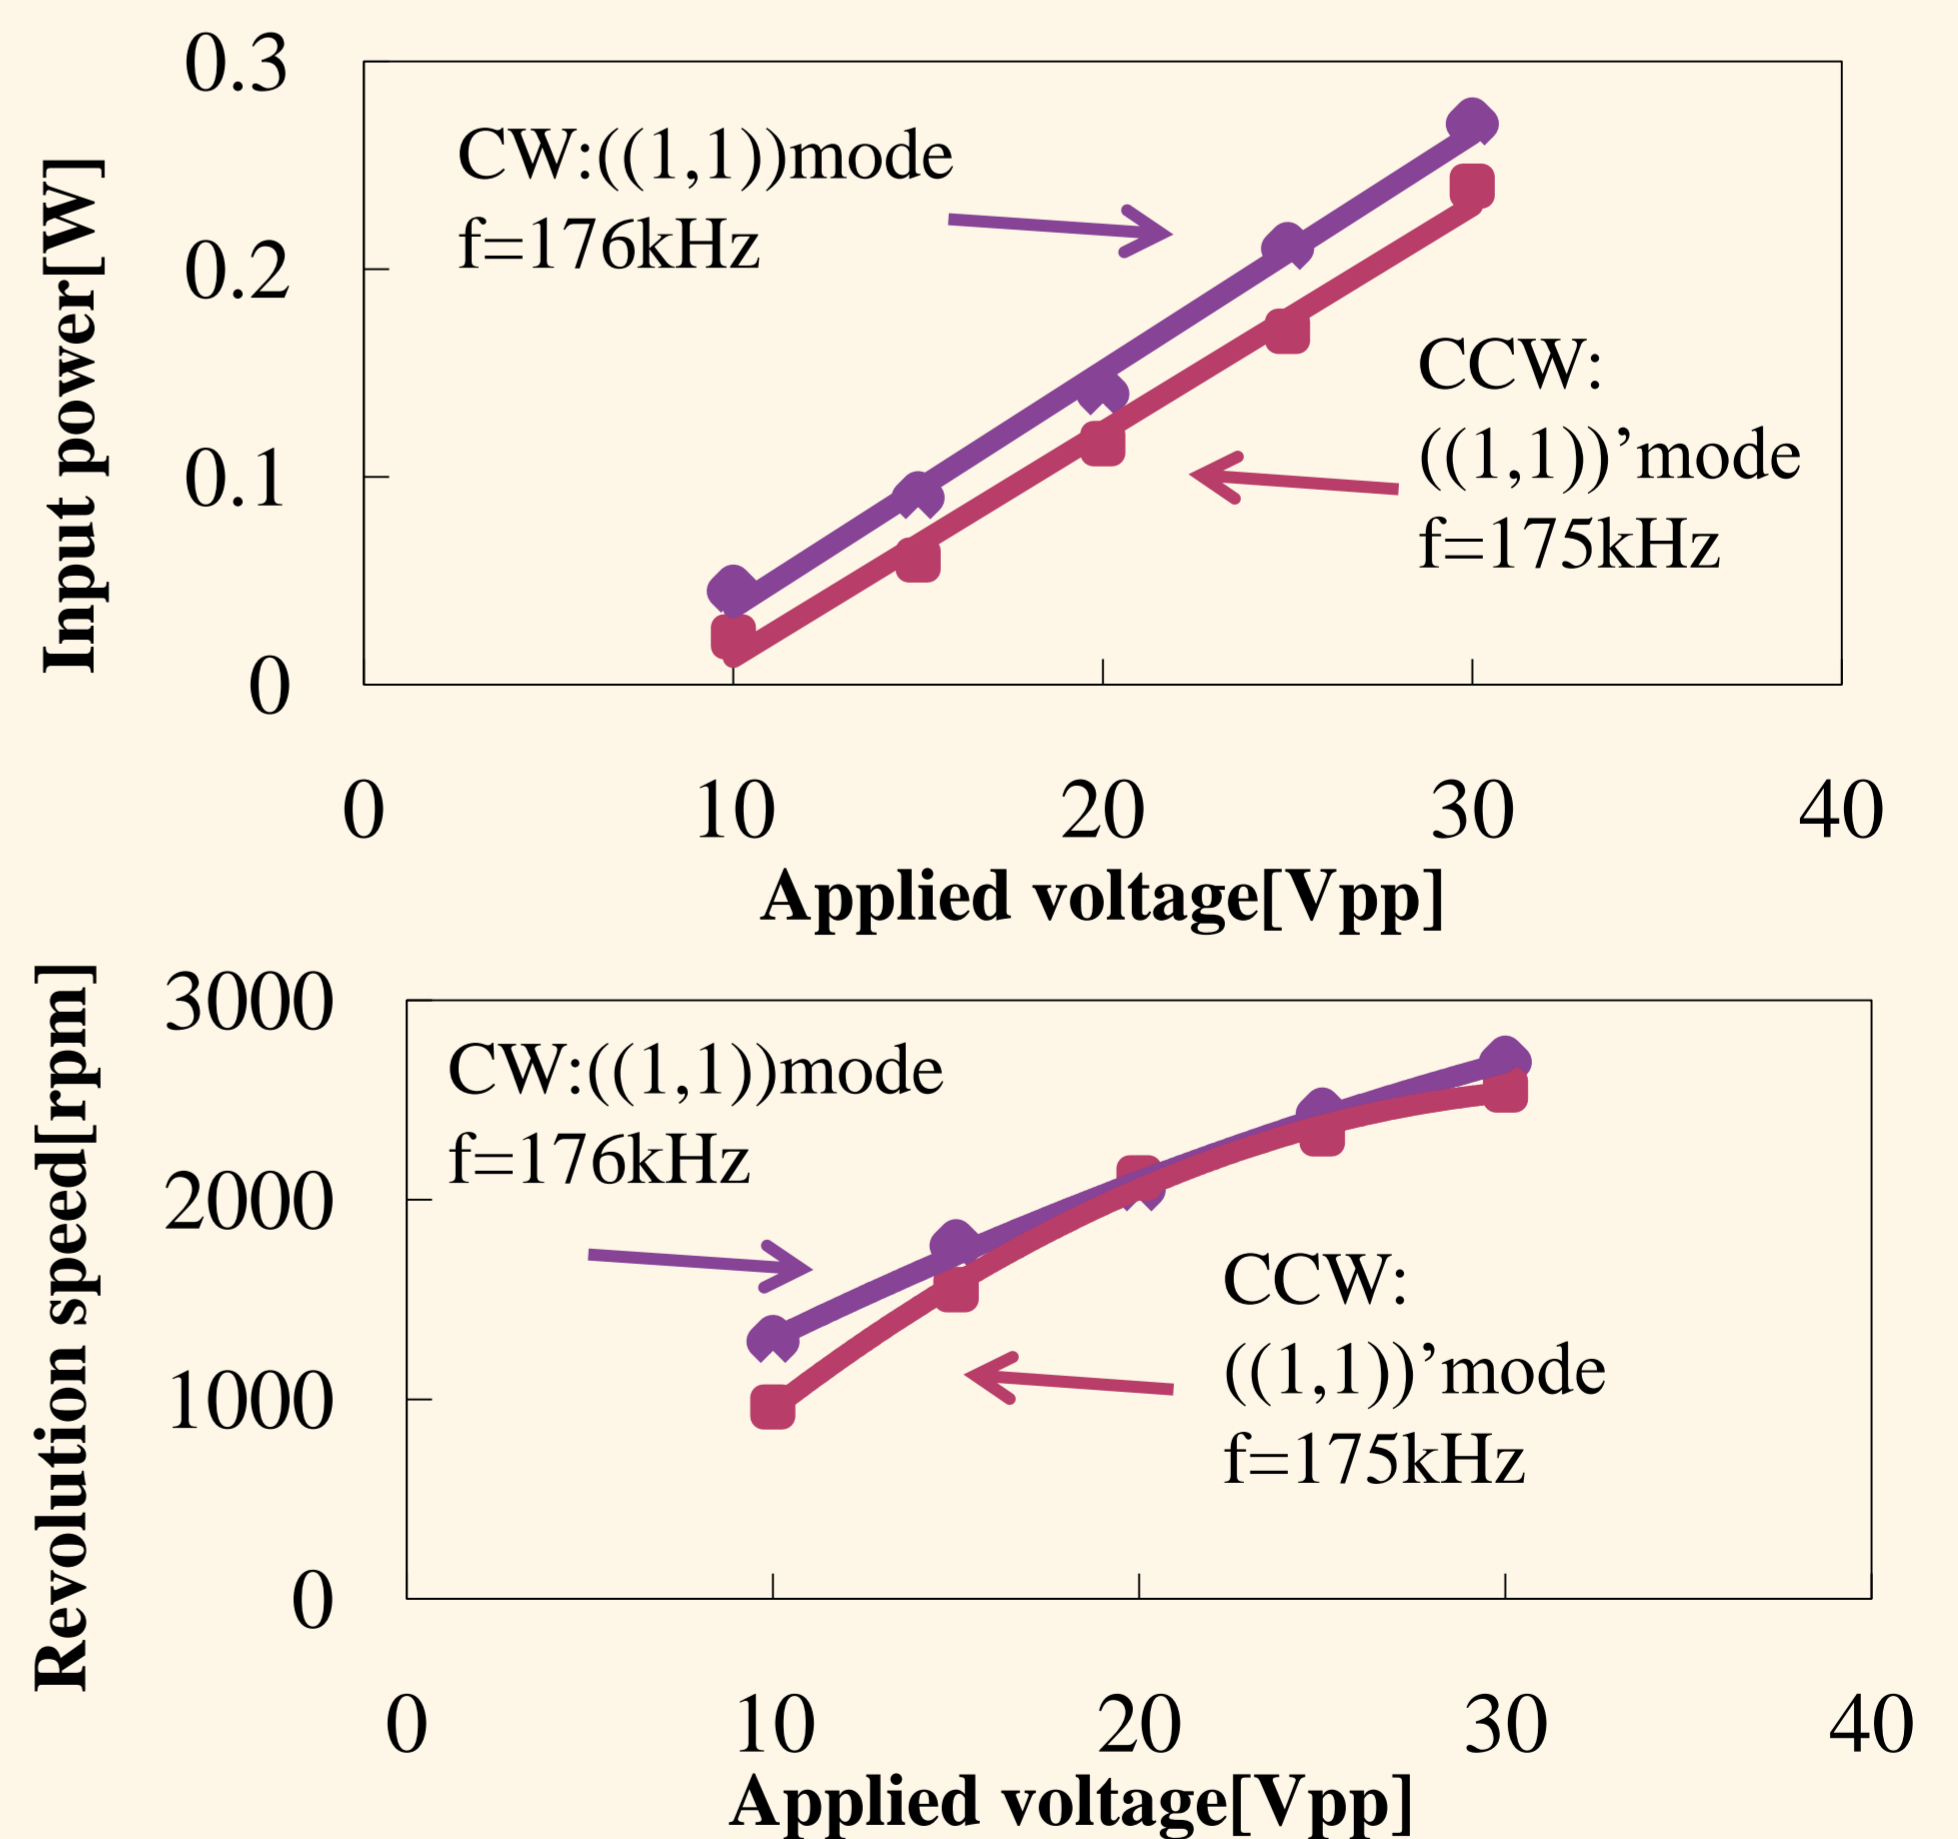 0.3
0.2
0.1
0
Input power[W]
CW:((1,1))mode
f=176kHz
CCW:
((1,1))’mode
f=175kHz
0 10 20 30 40
Applied voltage[Vpp]
3000
2000
1000
0
Revolution speed[rpm]
CW:((1,1))mode
f=176kHz
CCW:
((1,1))’mode
f=175kHz
0 10 20 30 40
Applied voltage[Vpp]